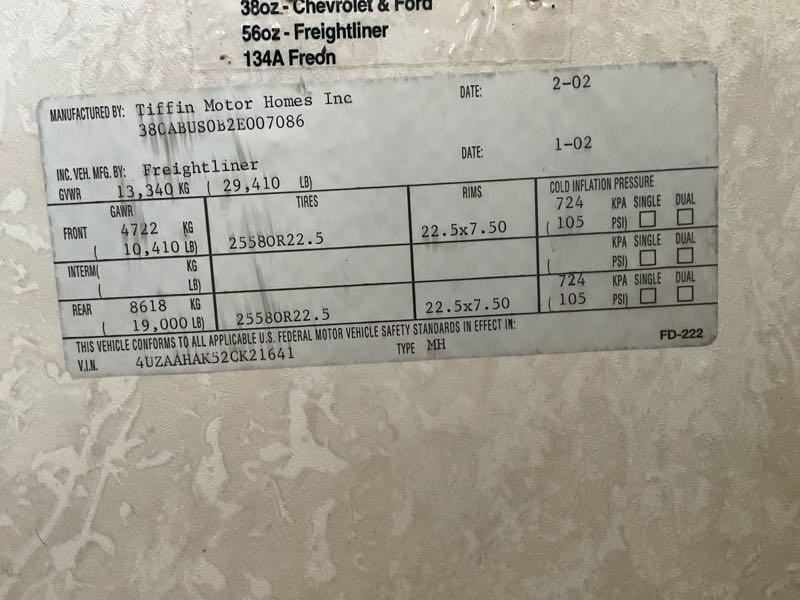 38oz.- Chevrolet & Ford
56oz - Freightliner
134A Freon
MANUFACTURED BY: Tiffin Motor Homes Inc DATE: 2-02
380ABUS0B2E007086
INC. VEH. MFG. BY: Freightliner DATE: 1-02
GVWR 13,340 KG ( 29,410 LB)
GAWR TIRES RIMS COLD INFLATION PRESSURE
FRONT 4722 KG 25580R22.5 22.5x7.50 724 KPA SINGLE DUAL
( 10,410 LB) ( 105 PSI)
INTERM( KG KPA SINGLE DUAL
( LB) ( PSI)
REAR 8618 KG 25580R22.5 22.5x7.50 724 KPA SINGLE DUAL
( 19,000 LB) ( 105 PSI)
THIS VEHICLE CONFORMS TO ALL APPLICABLE U.S. FEDERAL MOTOR VEHICLE SAFETY STANDARDS IN EFFECT IN: FD-222
V.I.N. 4UZAAHAK52CK21641 TYPE MH